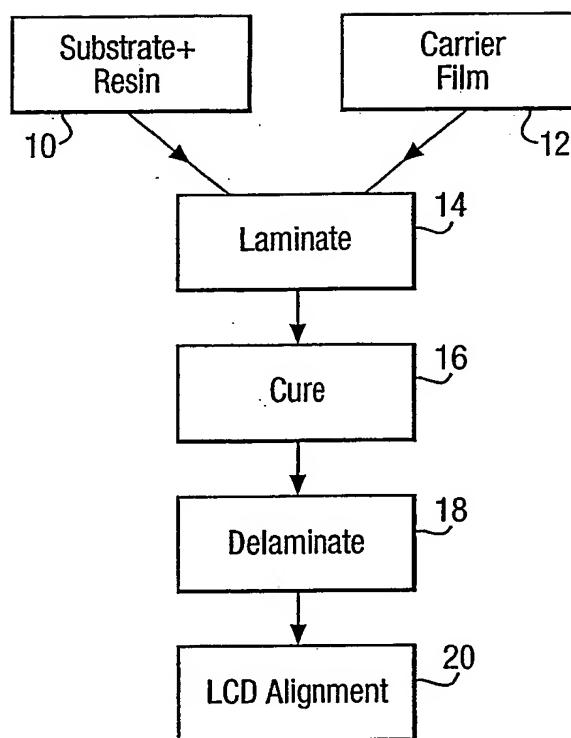 Substrate+
Resin
10
Carrier
Film
12
14
Laminate
16
Cure
18
Delaminate
20
LCD Alignment